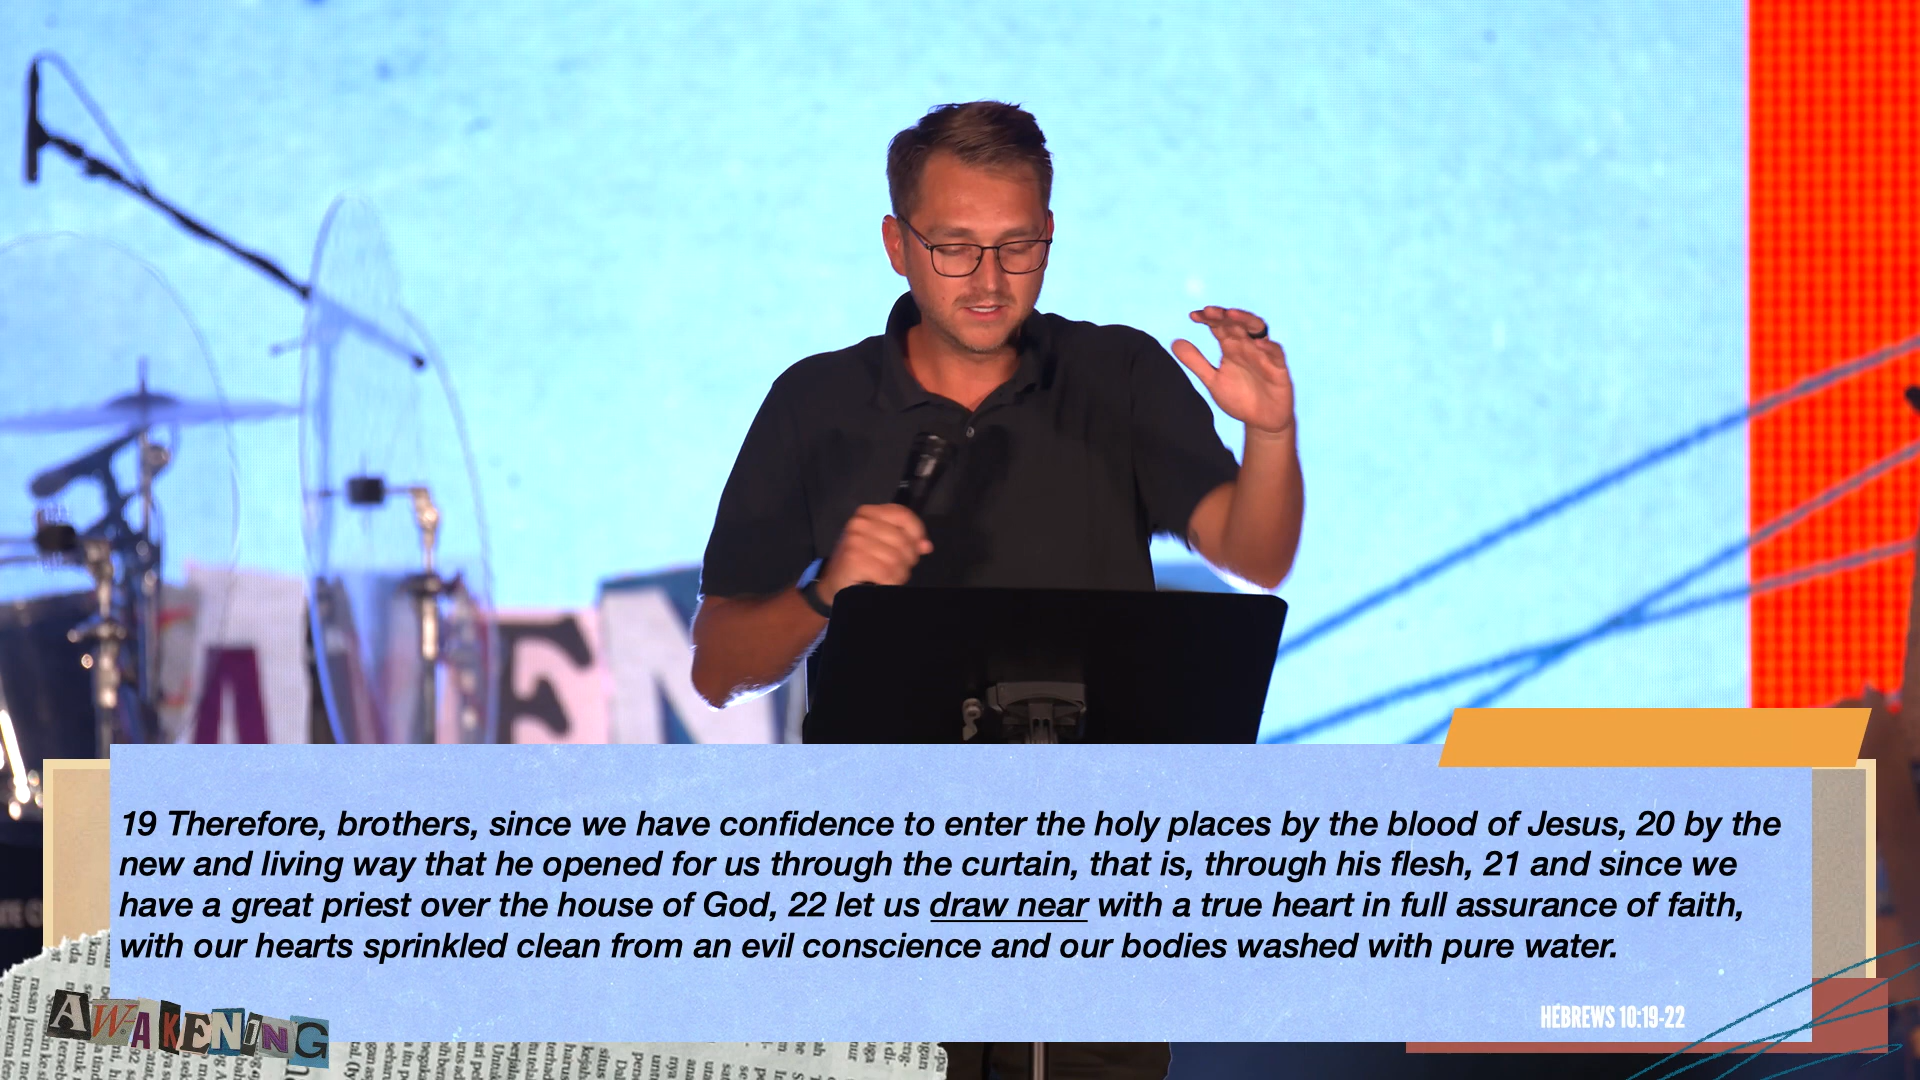 AVEN
19 Therefore, brothers, since we have confidence to enter the holy places by the blood of Jesus, 20 by the
new and living way that he opened for us through the curtain, that is, through his flesh, 21 and since we
have a great priest over the house of God, 22 let us draw near with a true heart in full assurance of faith,
with our hearts sprinkled clean from an evil conscience and our bodies washed with pure water.
HEBREWS 10:19-22
AWAKENING